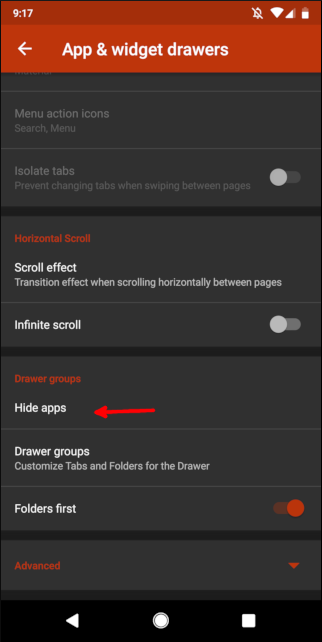 9:17
App & widget drawers
Menu action icons
Search, Menu
Isolate tabs
Prevent changing tabs when swiping between pages
Horizontal Scroll
Scroll effect
Transition effect when scrolling horizontally between pages
Infinite scroll
Drawer groups
Hide apps
Drawer groups
Customize Tabs and Folders for the Drawer
Folders first
Advanced